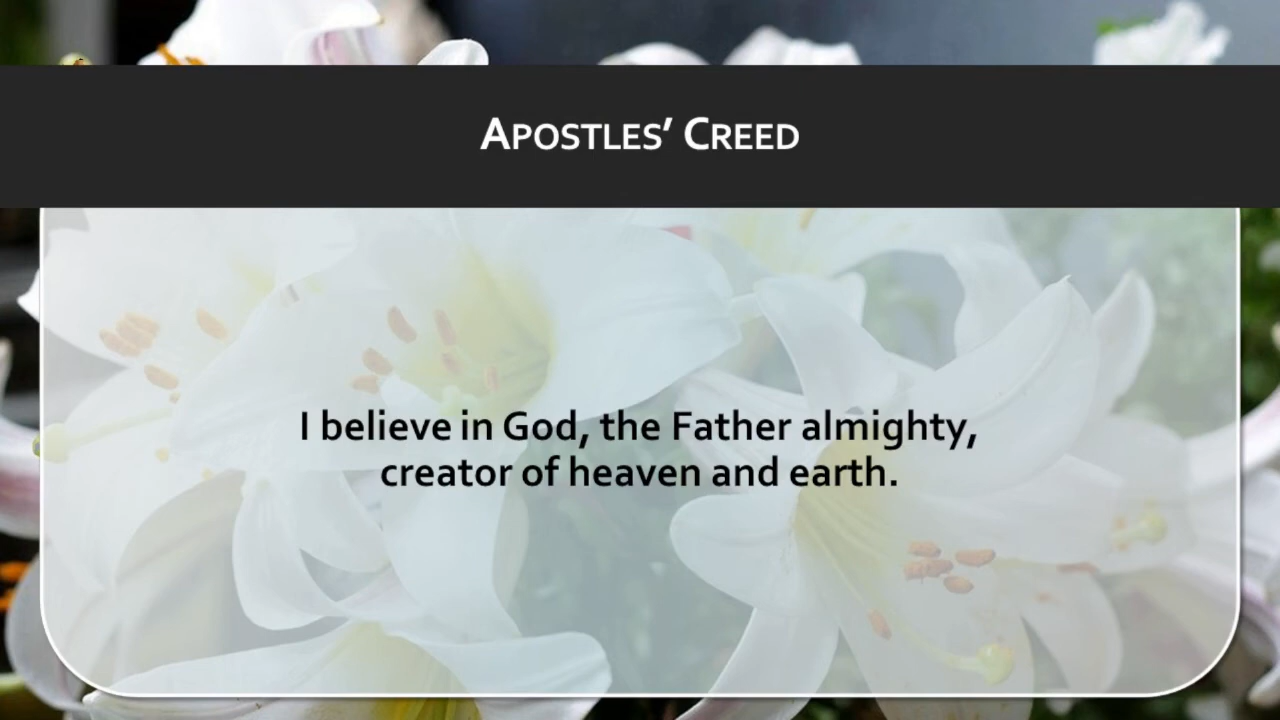 Apostles’ Creed
I believe in God, the Father almighty,
creator of heaven and earth.